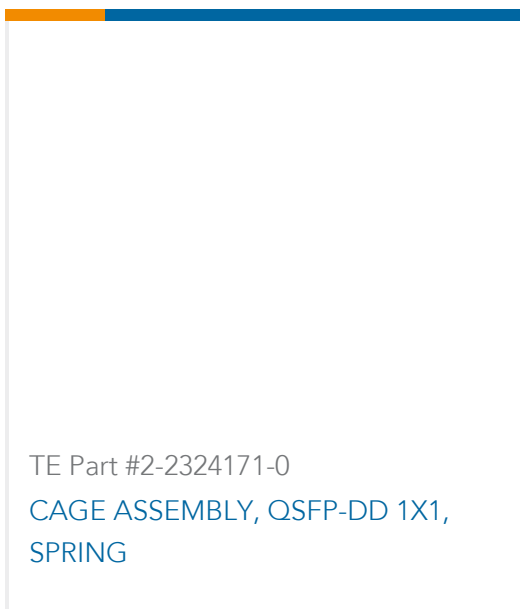 TE Part #2-2324171-0
CAGE ASSEMBLY, QSFP-DD 1X1,
SPRING